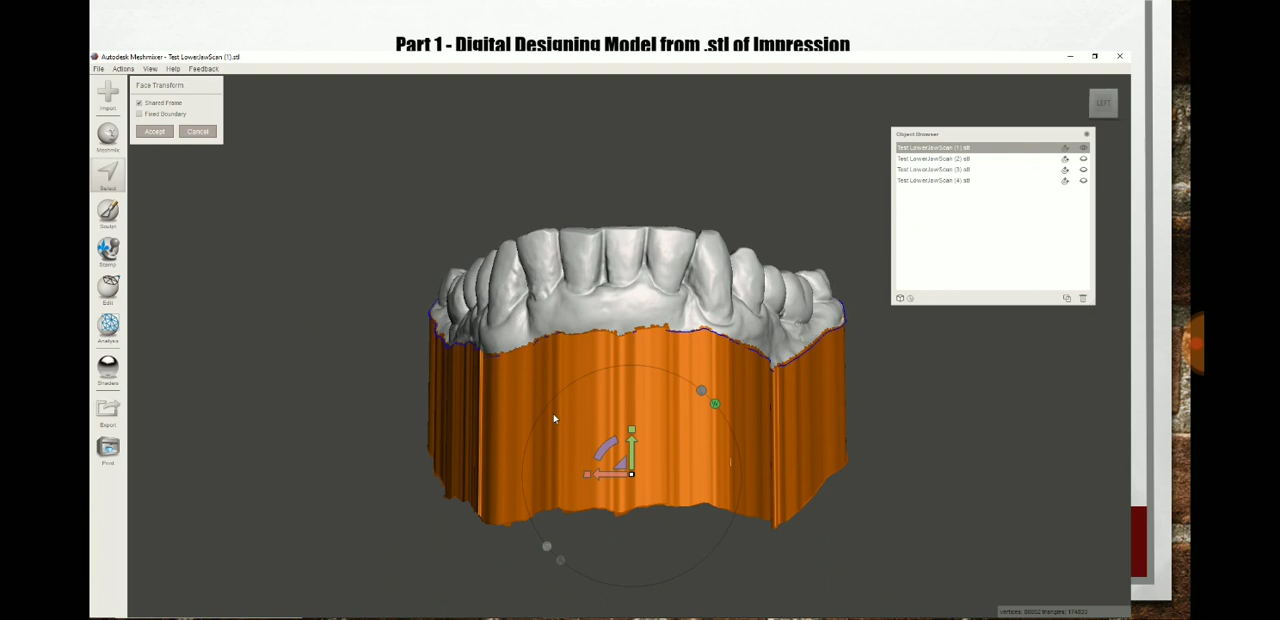 Part 1 - Digital Designing Model from .stl of Impression
Autodesk Meshmixer - Test LowerJawScan (1).stl
File Actions View Help Feedback
Face Transform
Shared Frame
Fixed Boundary
Accept Cancel
Import
Meshmix
Select
Sculpt
Stamp
Edit
Analysis
Shaders
Export
Print
LEFT
Object Browser
Test LowerJawScan (1).stl
Test LowerJawScan (2).stl
Test LowerJawScan (3).stl
Test LowerJawScan (4).stl
W